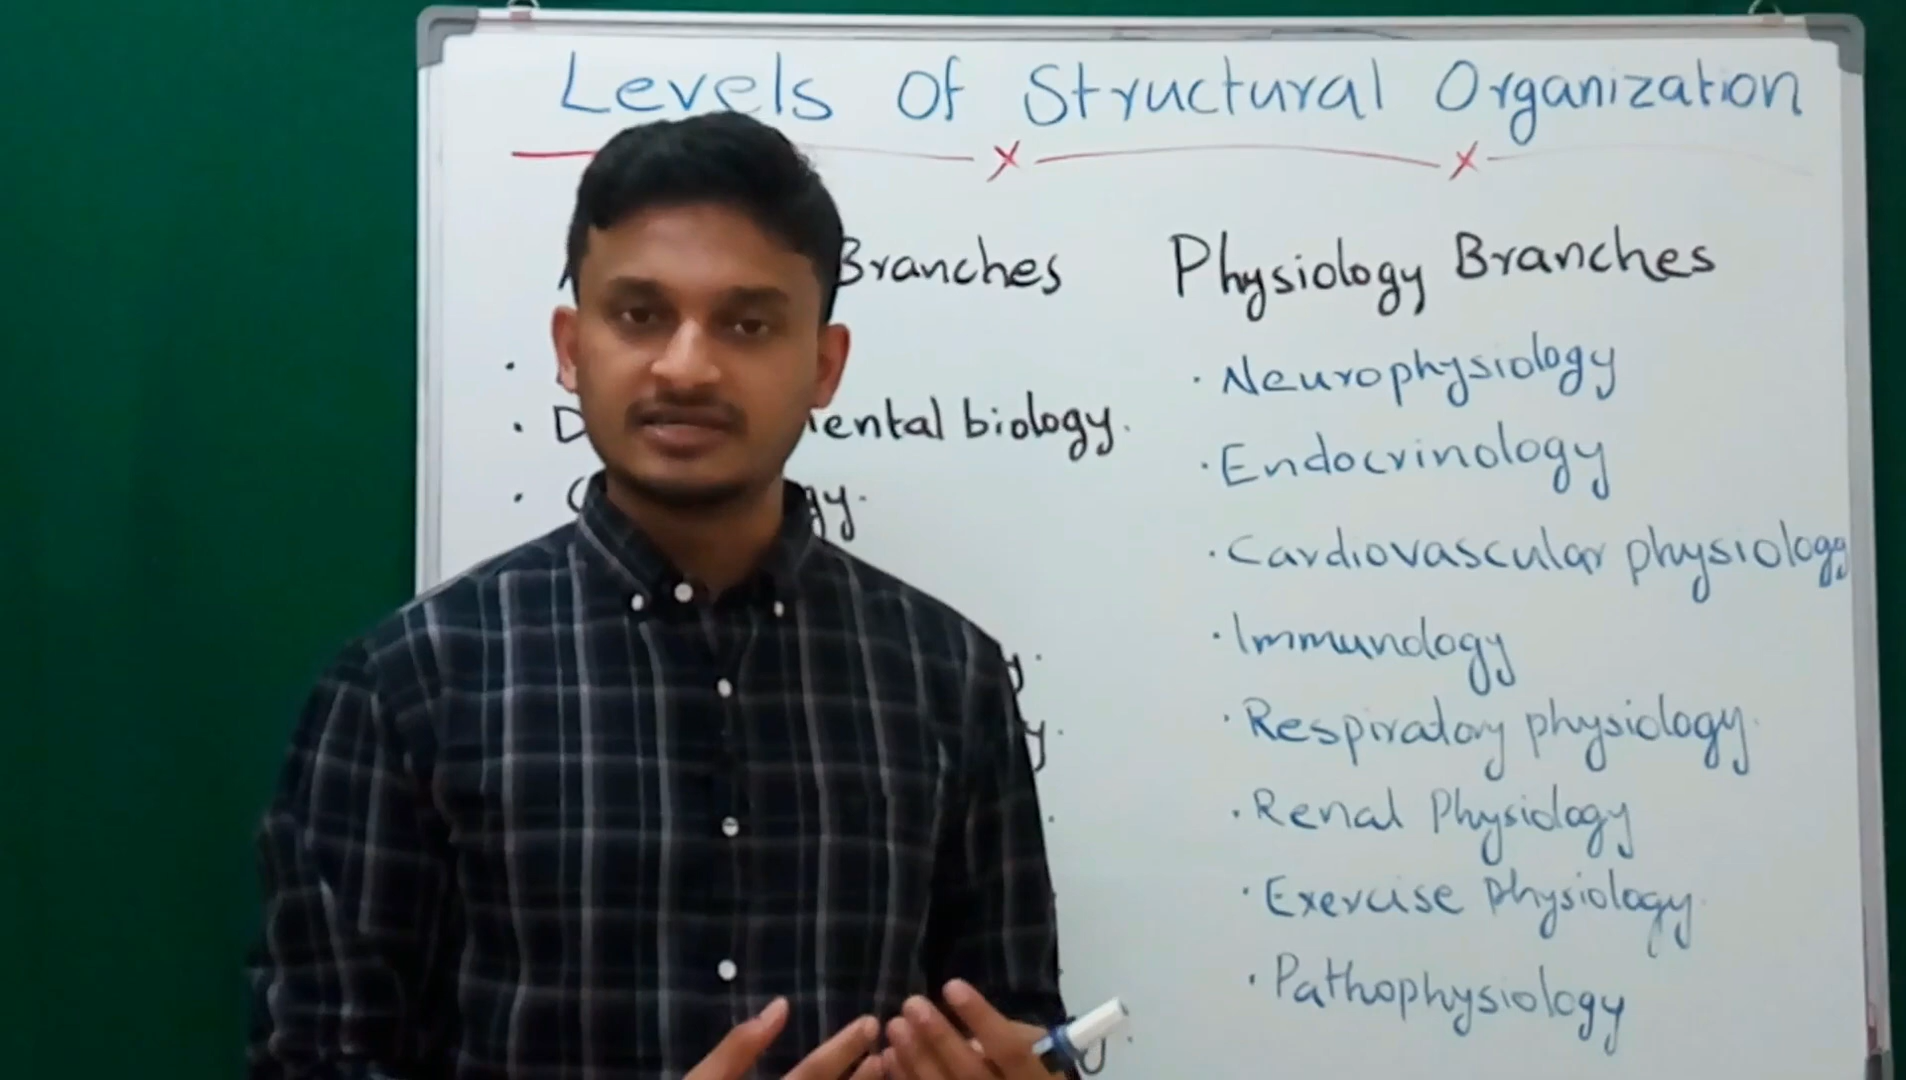 Levels Of Structural Organization
Branches
biology.
Physiology Branches
· Neurophysiology
· Endocrinology
· Cardiovascular physiology
· Immunology
· Respiratory physiology.
· Renal Physiology
· Exercise physiology.
· Pathophysiology